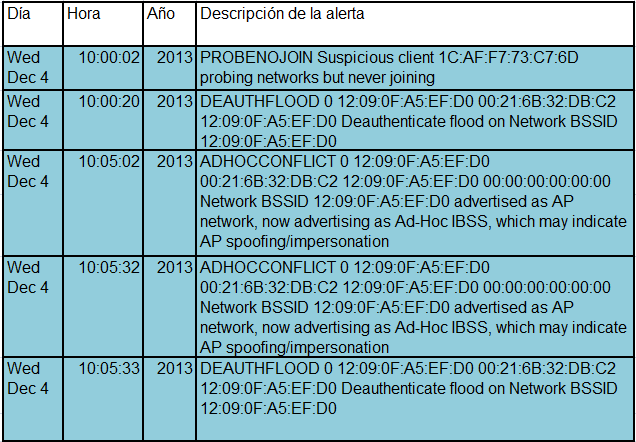 Día Hora Año Descripción de la alerta
Wed 10:00:02 2013 PROBENOJOIN Suspicious client 1C:AF:F7:73:C7:6D
Dec 4 probing networks but never joining
Wed 10:00:20 2013 DEAUTHFLOOD 0 12:09:0F:A5:EF:D0 00:21:6B:32:DB:C2
Dec 4 12:09:0F:A5:EF:D0 Deauthenticate flood on Network BSSID
12:09:0F:A5:EF:D0
Wed 10:05:02 2013 ADHOCCONFLICT 0 12:09:0F:A5:EF:D0
Dec 4 00:21:6B:32:DB:C2 12:09:0F:A5:EF:D0 00:00:00:00:00:00
Network BSSID 12:09:0F:A5:EF:D0 advertised as AP
network, now advertising as Ad-Hoc IBSS, which may indicate
AP spoofing/impersonation
Wed 10:05:32 2013 ADHOCCONFLICT 0 12:09:0F:A5:EF:D0
Dec 4 00:21:6B:32:DB:C2 12:09:0F:A5:EF:D0 00:00:00:00:00:00
Network BSSID 12:09:0F:A5:EF:D0 advertised as AP
network, now advertising as Ad-Hoc IBSS, which may indicate
AP spoofing/impersonation
Wed 10:05:33 2013 DEAUTHFLOOD 0 12:09:0F:A5:EF:D0 00:21:6B:32:DB:C2
Dec 4 12:09:0F:A5:EF:D0 Deauthenticate flood on Network BSSID
12:09:0F:A5:EF:D0